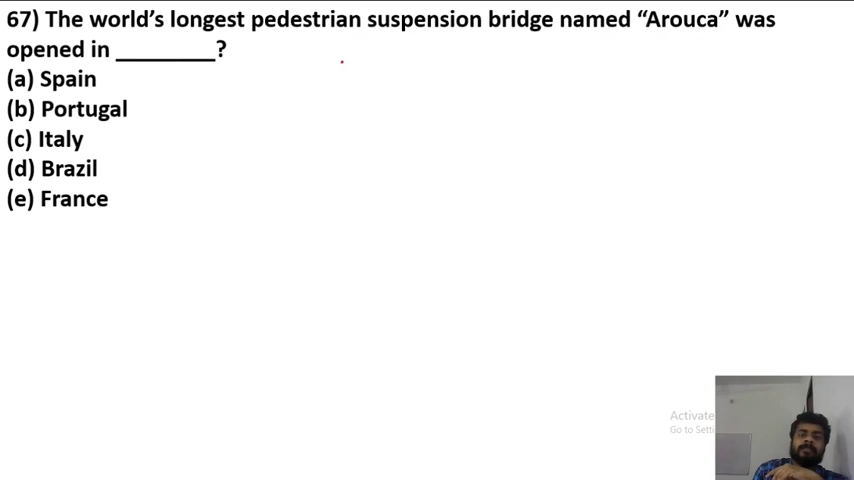 67) The world’s longest pedestrian suspension bridge named “Arouca” was
opened in ________?
(a) Spain
(b) Portugal
(c) Italy
(d) Brazil
(e) France
Activate
Go to Setti